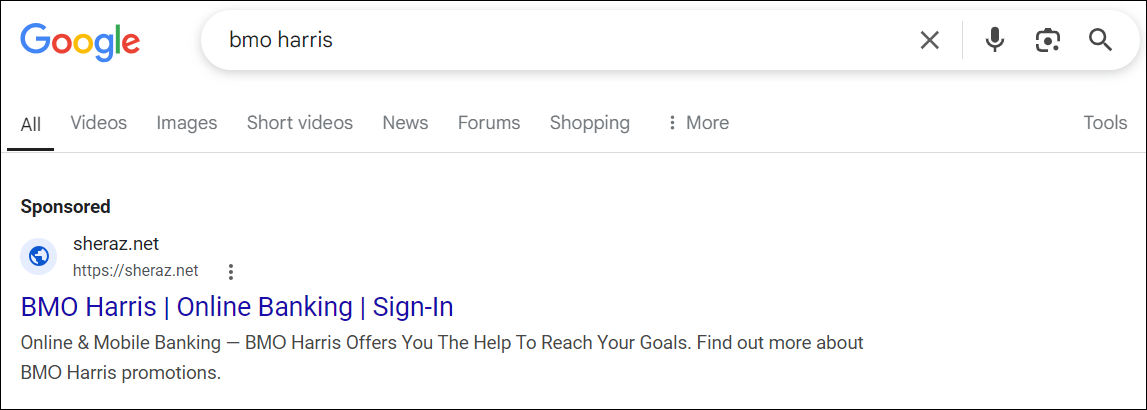 Google
bmo harris
All Videos Images Short videos News Forums Shopping More Tools
Sponsored
sheraz.net
https://sheraz.net
BMO Harris | Online Banking | Sign-In
Online & Mobile Banking — BMO Harris Offers You The Help To Reach Your Goals. Find out more about
BMO Harris promotions.